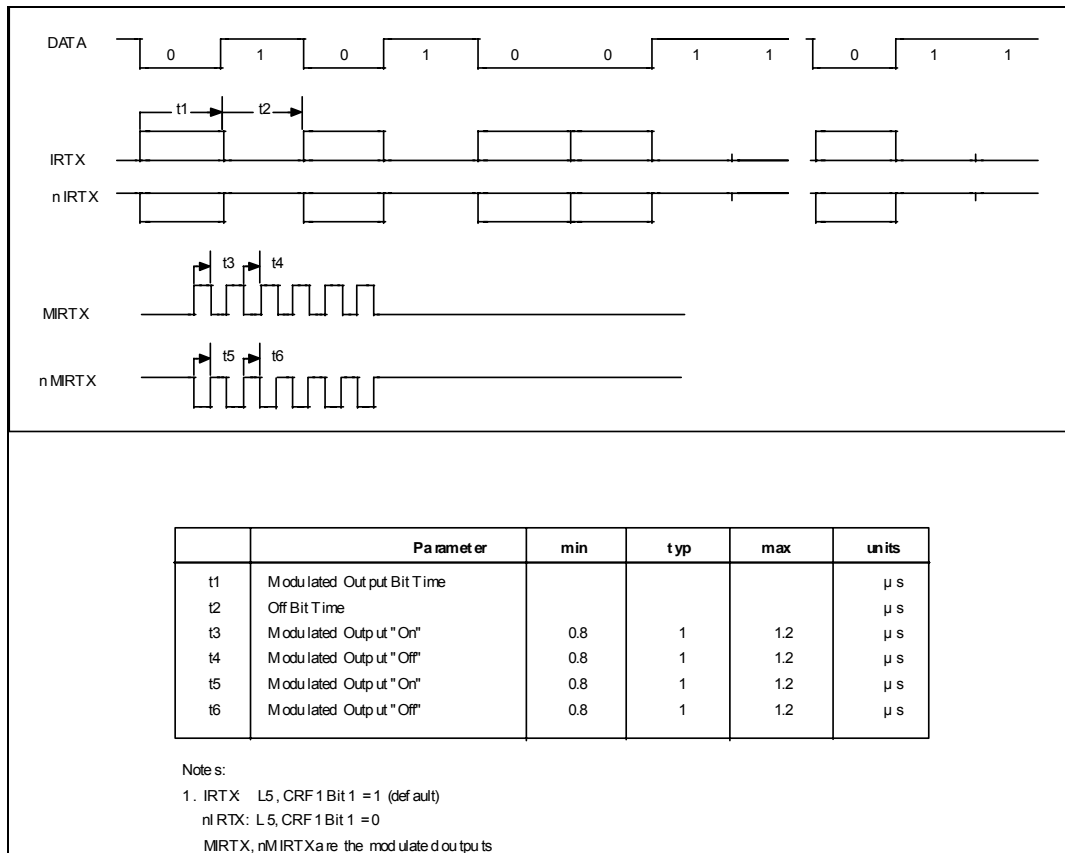 DATA 0 1 0 1 0 0 1 1 0 1 1
t1 t2
IRTX
nIRTX
t3 t4
MIRTX
t5 t6
nMIRTX
Parameter min typ max units
t1 Modulated Output Bit Time µs
t2 Off Bit Time µs
t3 Modulated Output "On" 0.8 1 1.2 µs
t4 Modulated Output "Off" 0.8 1 1.2 µs
t5 Modulated Output "On" 0.8 1 1.2 µs
t6 Modulated Output "Off" 0.8 1 1.2 µs
Notes:
1. IRTX: L5, CRF1 Bit 1 = 1 (default)
nIRTX: L5, CRF1 Bit 1 = 0
MIRTX, nMIRTX are the modulated outputs